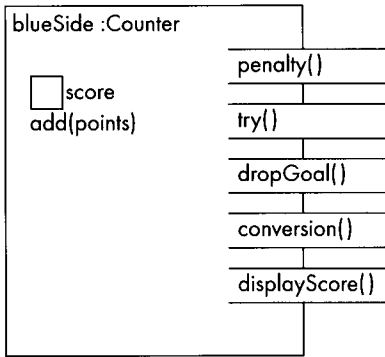 blueSide :Counter
penalty()
score
add(points)
try()
dropGoal()
conversion()
displayScore()